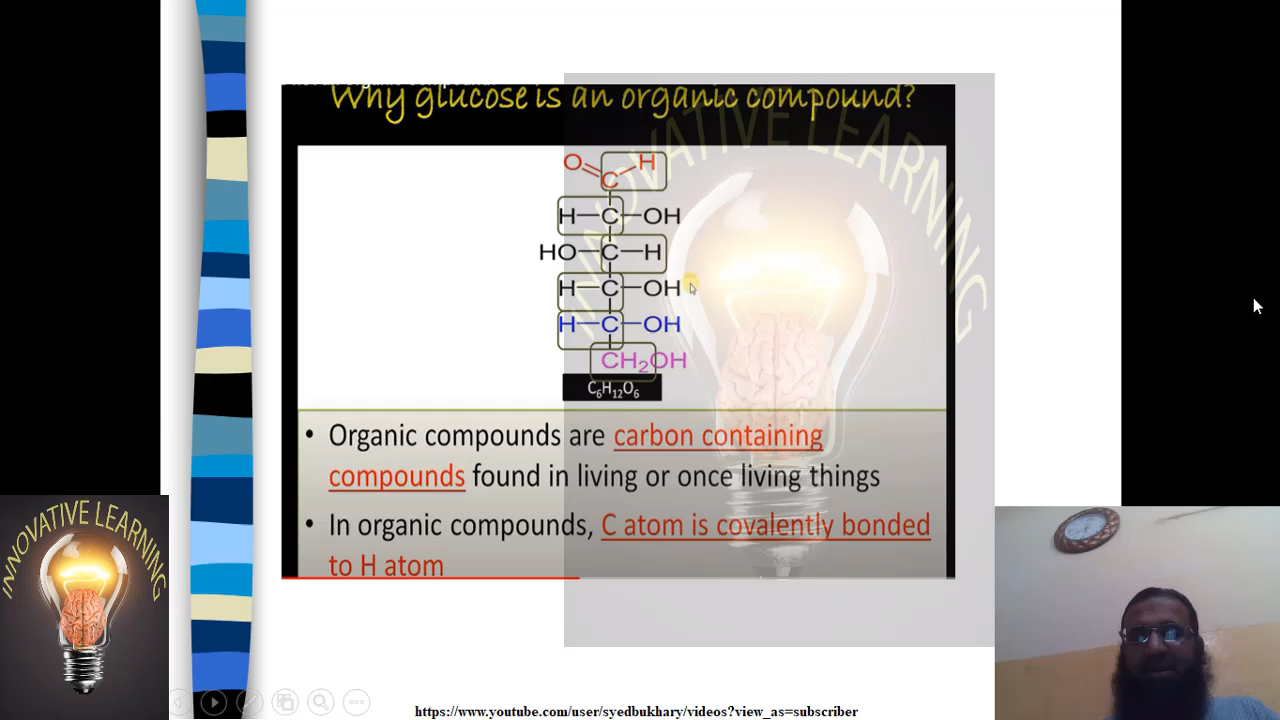 Why glucose is an organic compound?
INNOVATIVE LEARNING
O H
C
H—C—OH
HO—C—H
H—C—OH
H—C—OH
CH₂OH
C₆H₁₂O₆
• Organic compounds are carbon containing
compounds found in living or once living things
• In organic compounds, C atom is covalently bonded
to H atom
INNOVATIVE LEARNING
https://www.youtube.com/user/syedbukhary/videos?view_as=subscriber